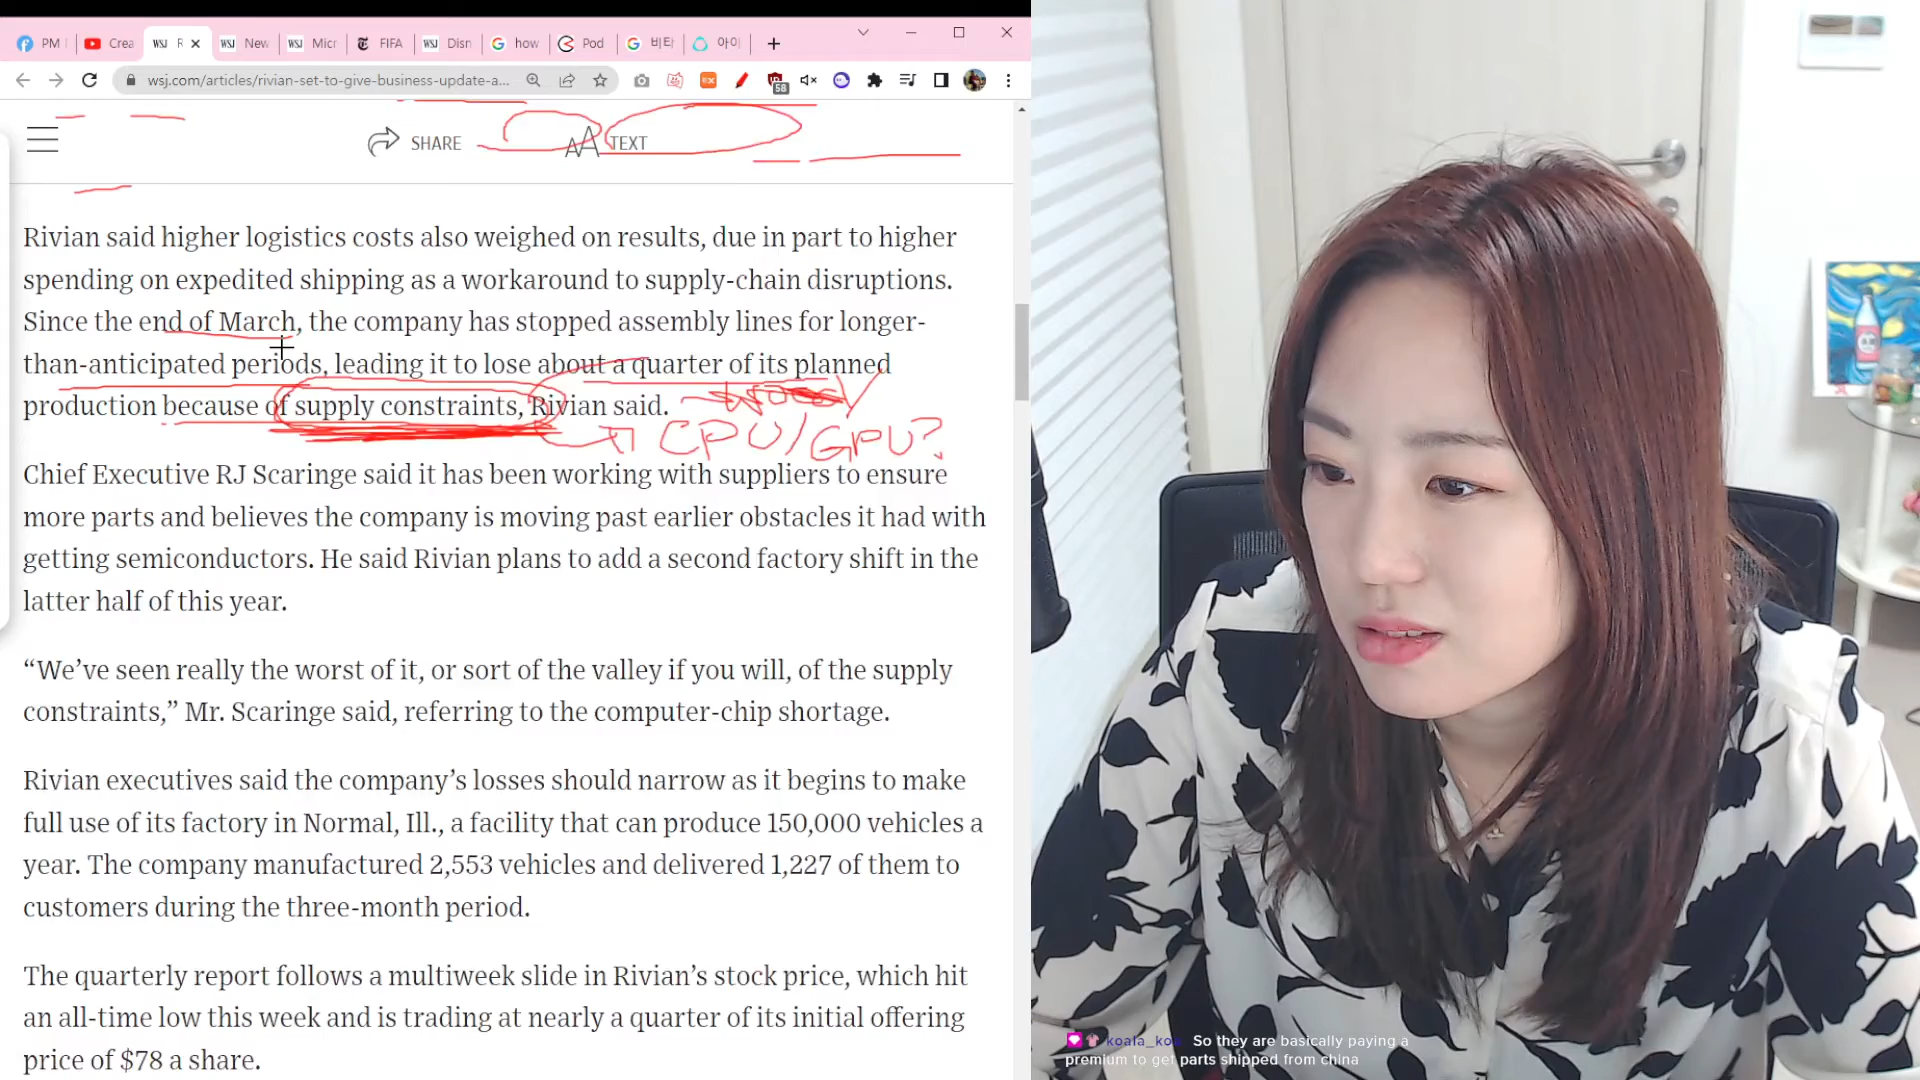 PM
Crea
WSJ R
WSJ New
WSJ Micr
FIFA
WSJ Disn
how
Pod
비트
아이
wsj.com/articles/rivian-set-to-give-business-update-a...
58
SHARE
AA TEXT
Rivian said higher logistics costs also weighed on results, due in part to higher
spending on expedited shipping as a workaround to supply-chain disruptions.
Since the end of March, the company has stopped assembly lines for longer-
than-anticipated periods, leading it to lose about a quarter of its planned
production because of supply constraints, Rivian said.
CPU/GPU?
Chief Executive RJ Scaringe said it has been working with suppliers to ensure
more parts and believes the company is moving past earlier obstacles it had with
getting semiconductors. He said Rivian plans to add a second factory shift in the
latter half of this year.
“We’ve seen really the worst of it, or sort of the valley if you will, of the supply
constraints,” Mr. Scaringe said, referring to the computer-chip shortage.
Rivian executives said the company’s losses should narrow as it begins to make
full use of its factory in Normal, Ill., a facility that can produce 150,000 vehicles a
year. The company manufactured 2,553 vehicles and delivered 1,227 of them to
customers during the three-month period.
The quarterly report follows a multiweek slide in Rivian’s stock price, which hit
an all-time low this week and is trading at nearly a quarter of its initial offering
price of $78 a share.
So they are basically paying a
premium to get parts shipped from china